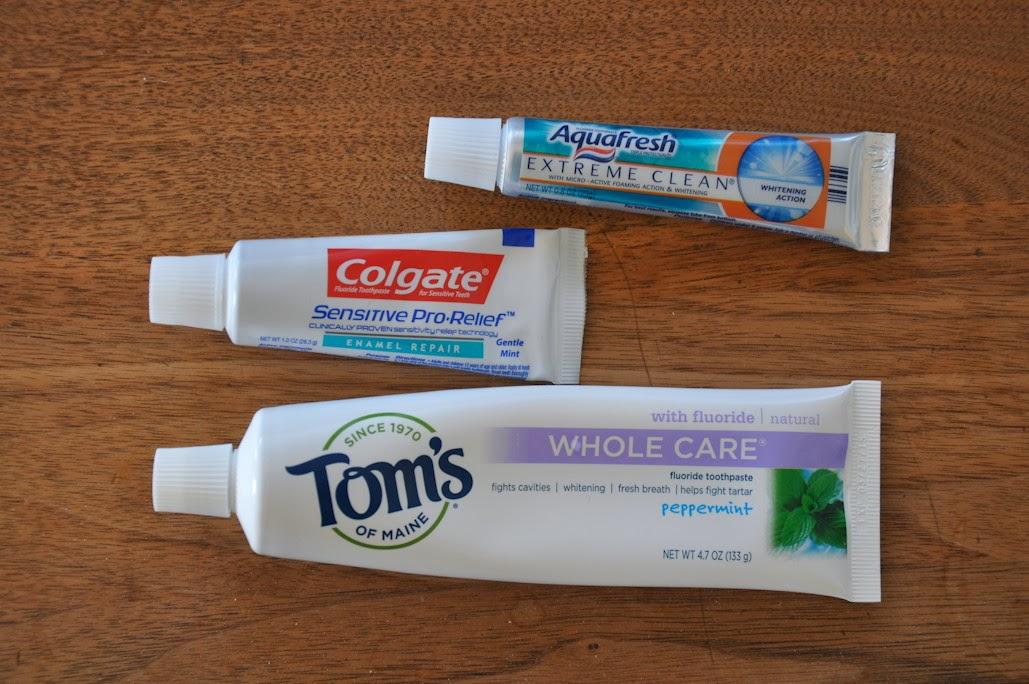 Aquafresh
EXTREME CLEAN®
WITH MICRO-ACTIVE FOAMING ACTION & WHITENING
WHITENING
ACTION
Colgate®
Fluoride Toothpaste for Sensitive Teeth
SENSITIVE PRO-RELIEF™
CLINICALLY PROVEN sensitivity relief technology
ENAMEL REPAIR
Gentle
Mint
NET WT 1.0 OZ (28.3 g)
SINCE 1970
Tom's
OF MAINE®
with fluoride | natural
WHOLE CARE®
fluoride toothpaste
fights cavities | whitening | fresh breath | helps fight tartar
peppermint
NET WT 4.7 OZ (133 g)